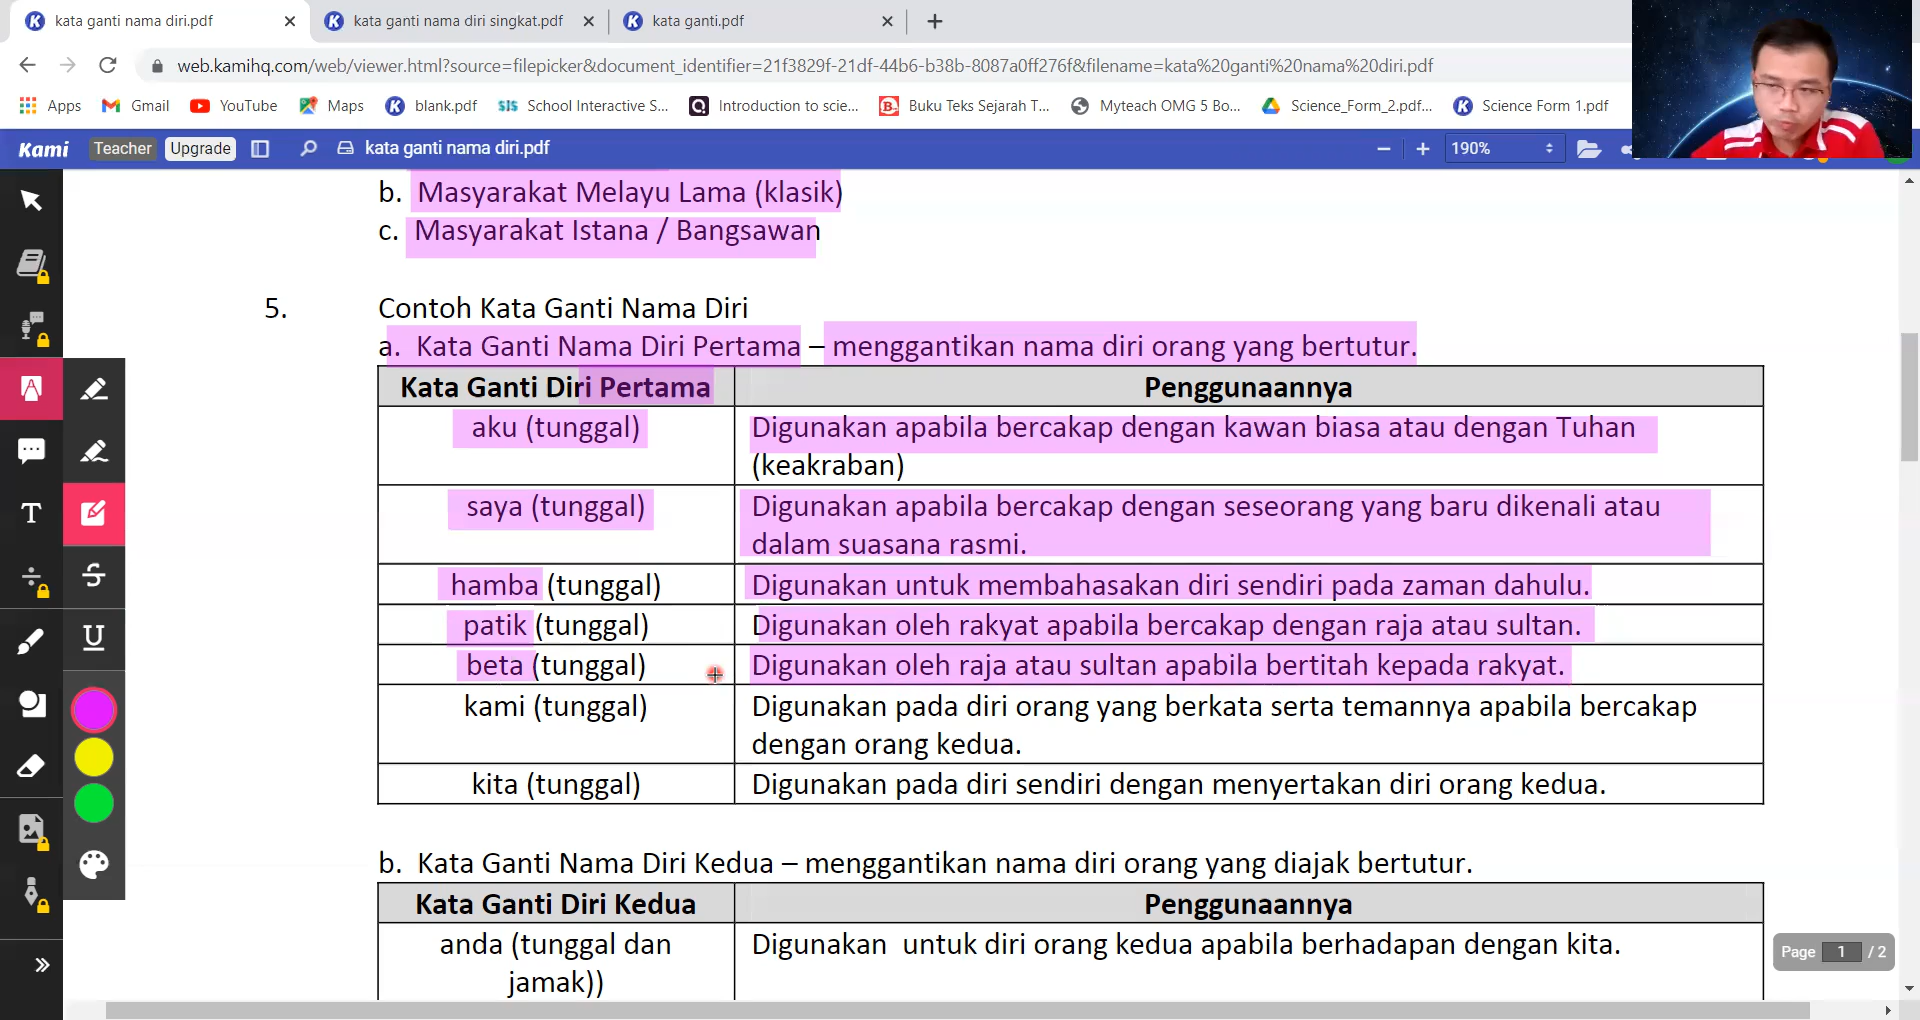 kata ganti nama diri.pdf
kata ganti nama diri singkat.pdf
kata ganti.pdf
web.kamihq.com/web/viewer.html?source=filepicker&document_identifier=21f3829f-21df-44b6-b38b-8087a0ff276f&filename=kata%20ganti%20nama%20diri.pdf
Apps
Gmail
YouTube
Maps
blank.pdf
SIS School Interactive S...
Introduction to scie...
Buku Teks Sejarah T...
Myteach OMG 5 Bo...
Science_Form_2.pdf...
Science Form 1.pdf
Kami
Teacher
Upgrade
kata ganti nama diri.pdf
190%
b. Masyarakat Melayu Lama (klasik)
c. Masyarakat Istana / Bangsawan
5. Contoh Kata Ganti Nama Diri
a. Kata Ganti Nama Diri Pertama – menggantikan nama diri orang yang bertutur.
Kata Ganti Diri Pertama
Penggunaannya
aku (tunggal)
Digunakan apabila bercakap dengan kawan biasa atau dengan Tuhan
(keakraban)
saya (tunggal)
Digunakan apabila bercakap dengan seseorang yang baru dikenali atau
dalam suasana rasmi.
hamba (tunggal)
Digunakan untuk membahasakan diri sendiri pada zaman dahulu.
patik (tunggal)
Digunakan oleh rakyat apabila bercakap dengan raja atau sultan.
beta (tunggal)
Digunakan oleh raja atau sultan apabila bertitah kepada rakyat.
kami (tunggal)
Digunakan pada diri orang yang berkata serta temannya apabila bercakap
dengan orang kedua.
kita (tunggal)
Digunakan pada diri sendiri dengan menyertakan diri orang kedua.
b. Kata Ganti Nama Diri Kedua – menggantikan nama diri orang yang diajak bertutur.
Kata Ganti Diri Kedua
Penggunaannya
anda (tunggal dan
jamak))
Digunakan  untuk diri orang kedua apabila berhadapan dengan kita.
Page 1 / 2